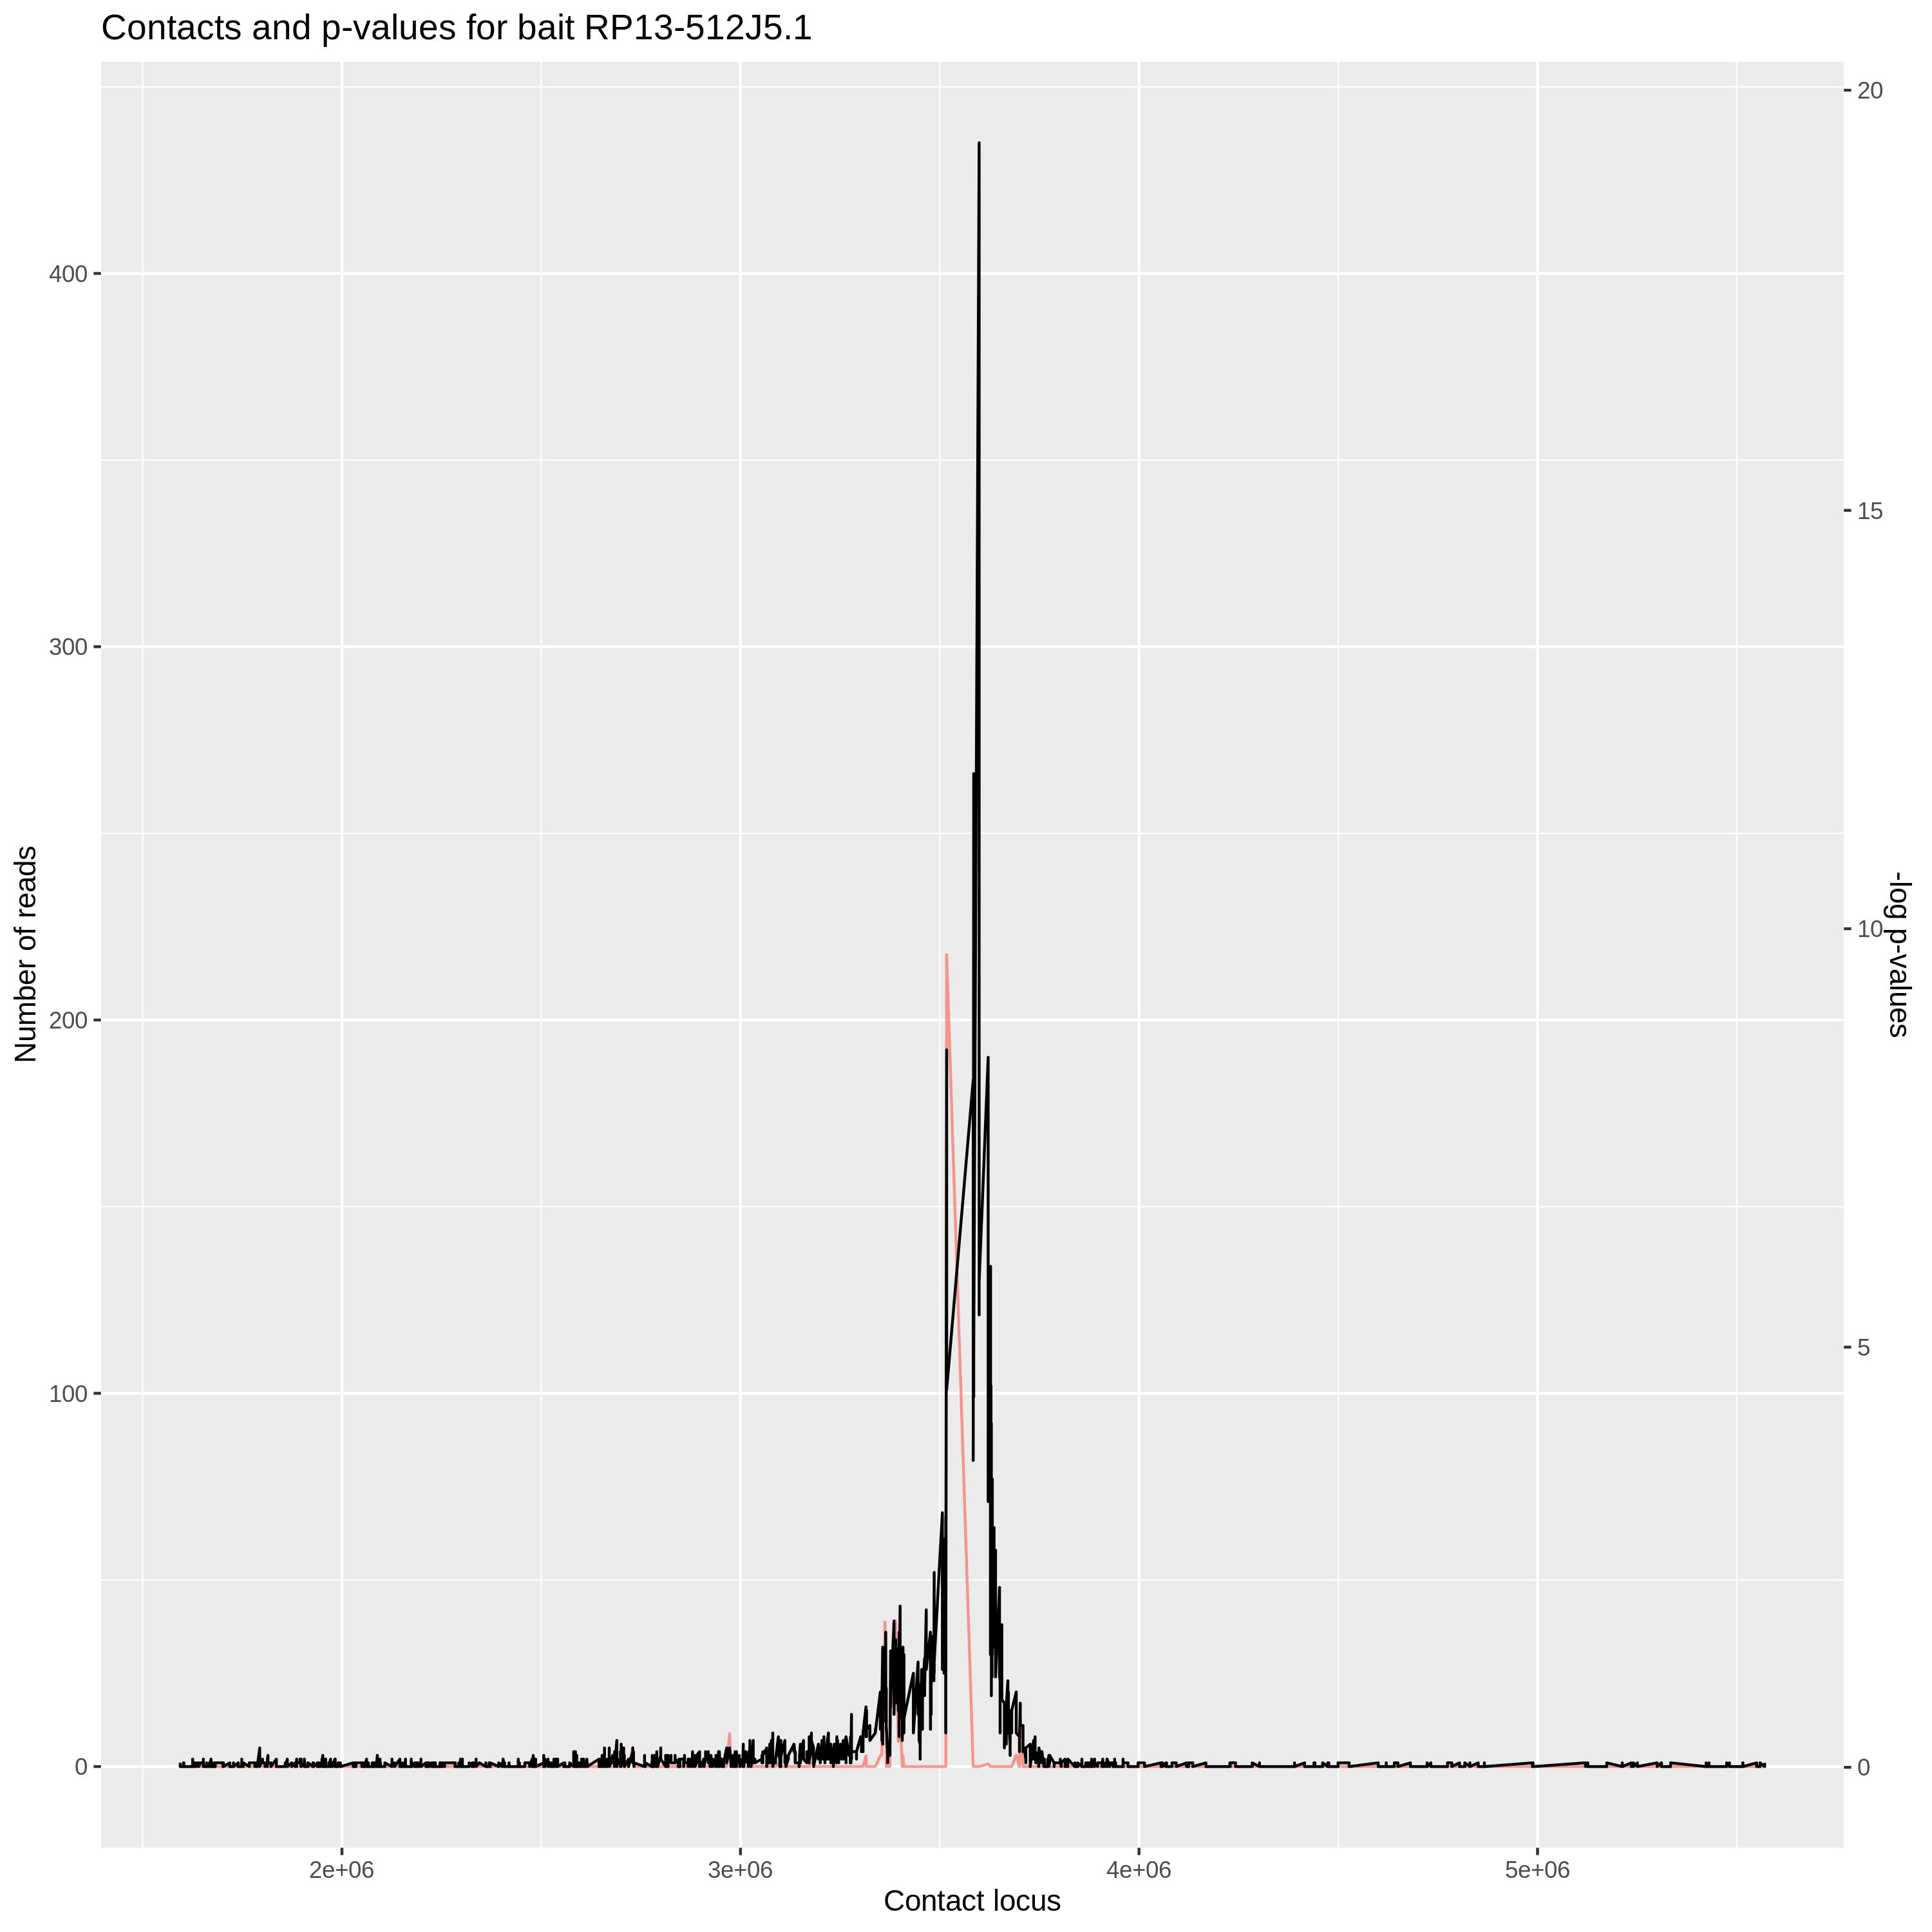 Contacts and p-values for bait RP13-512J5.1
Number of reads
400
300
200
100
0
20
15
10
5
0
-log p-values
2e+06 3e+06 4e+06 5e+06
Contact locus